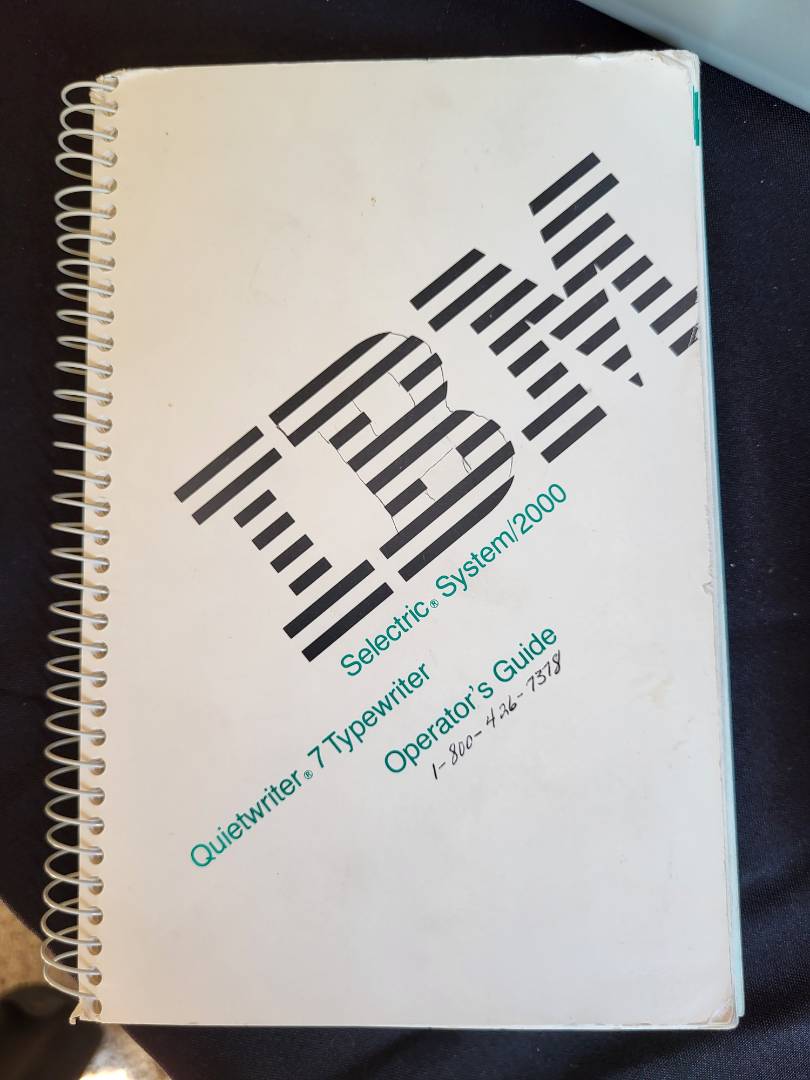 IBM
Selectric® System/2000
Quietwriter® 7 Typewriter
Operator's Guide
1-800-426-7378